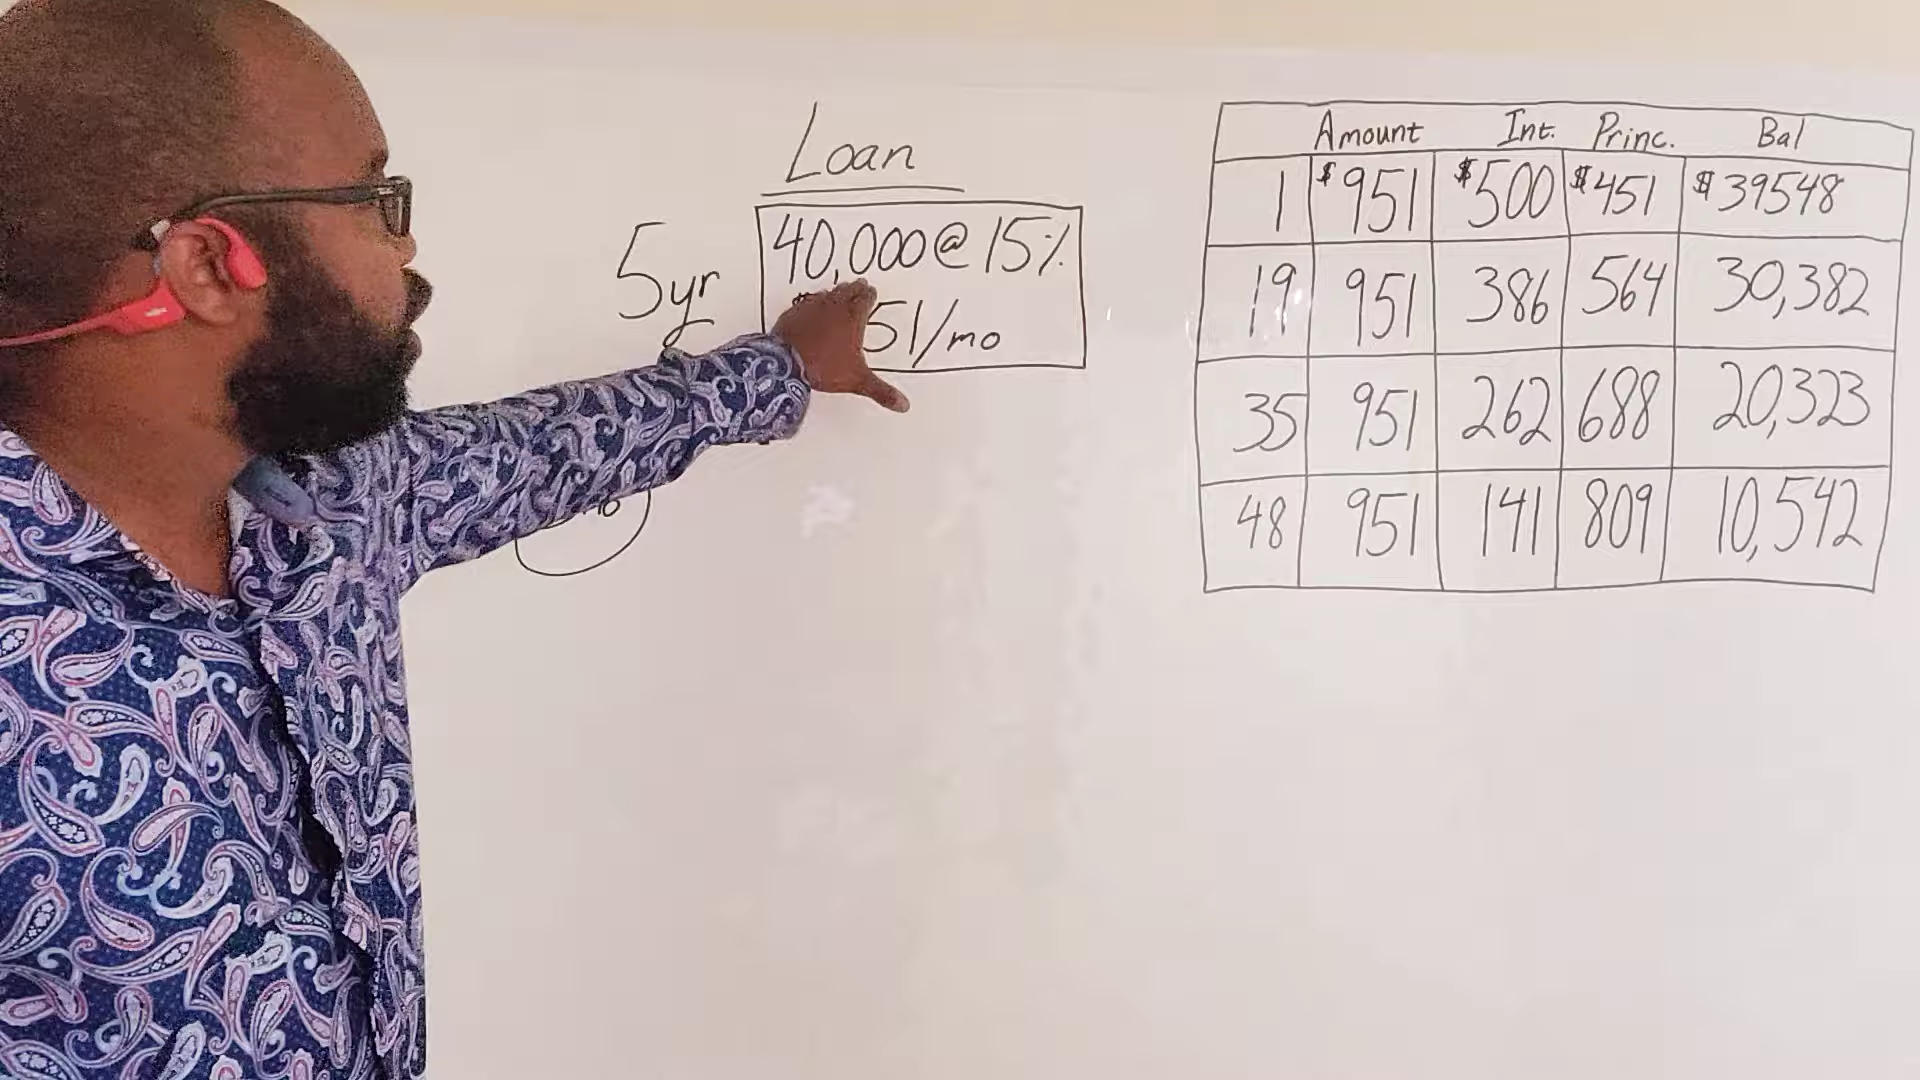 Loan
5yr
40,000@15%
51/mo
Amount Int. Princ. Bal
1 $951 $500 $451 $39548
19 951 386 564 30,382
35 951 262 688 20,323
48 951 141 809 10,542